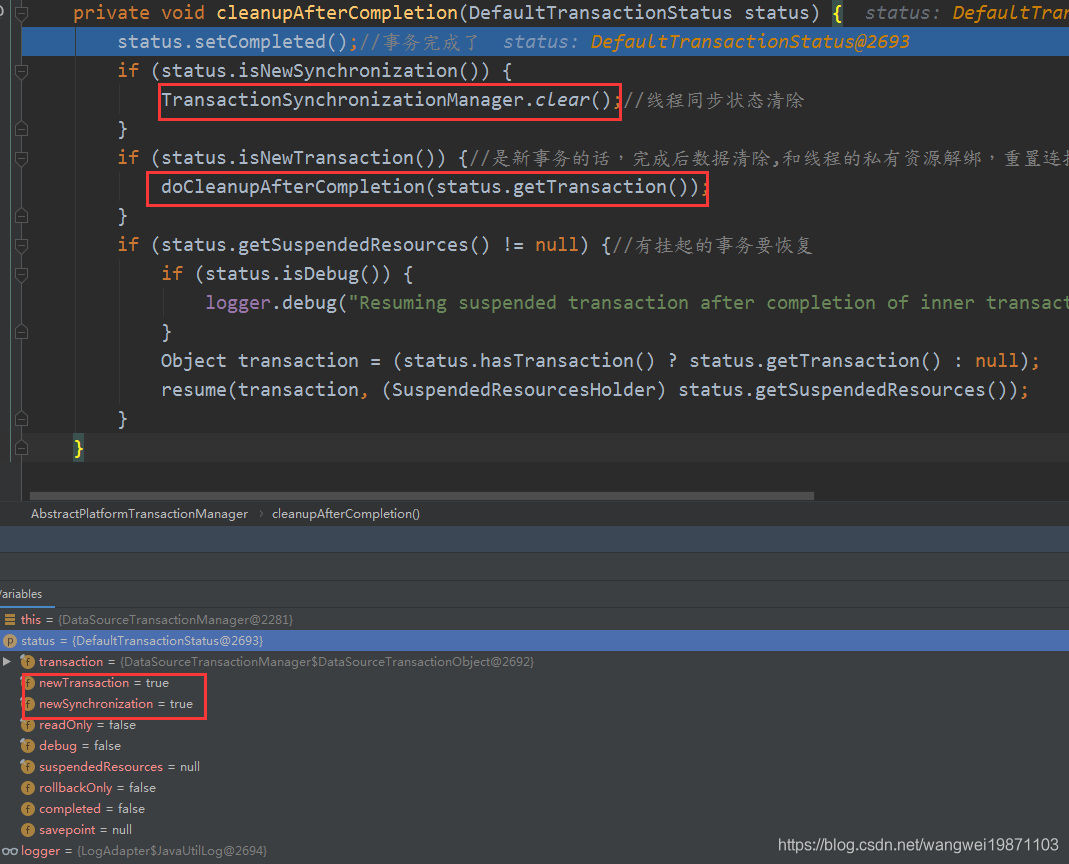 private void cleanupAfterCompletion(DefaultTransactionStatus status) { status: DefaultTran
status.setCompleted();//事务完成了 status: DefaultTransactionStatus@2693
if (status.isNewSynchronization()) {
TransactionSynchronizationManager.clear();//线程同步状态清除
}
if (status.isNewTransaction()) {//是新事务的话，完成后数据清除,和线程的私有资源解绑，重置连接
doCleanupAfterCompletion(status.getTransaction());
}
if (status.getSuspendedResources() != null) {//有挂起的事务要恢复
if (status.isDebug()) {
logger.debug("Resuming suspended transaction after completion of inner transact
}
Object transaction = (status.hasTransaction() ? status.getTransaction() : null);
resume(transaction, (SuspendedResourcesHolder) status.getSuspendedResources());
}
}
AbstractPlatformTransactionManager › cleanupAfterCompletion()
Variables
this = {DataSourceTransactionManager@2281}
p status = {DefaultTransactionStatus@2693}
f transaction = {DataSourceTransactionManager$DataSourceTransactionObject@2692}
f newTransaction = true
f newSynchronization = true
f readOnly = false
f debug = false
f suspendedResources = null
f rollbackOnly = false
f completed = false
f savepoint = null
logger = {LogAdapter$JavaUtilLog@2694}
https://blog.csdn.net/wangwei19871103